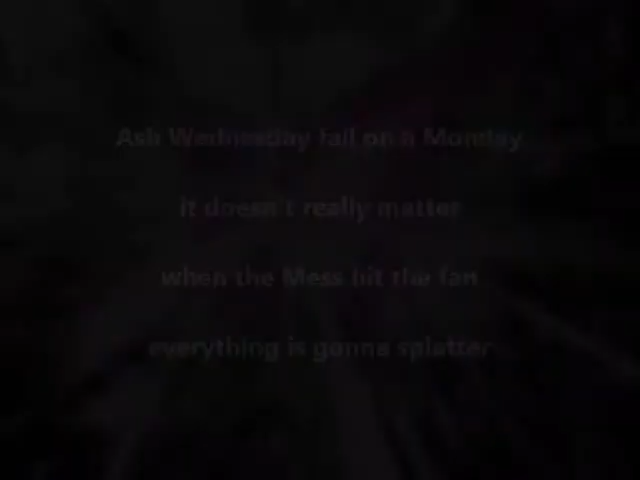 Ash Wednesday fall on a Monday
it doesn't really matter
when the Mess hit the fan
everything is gonna splatter